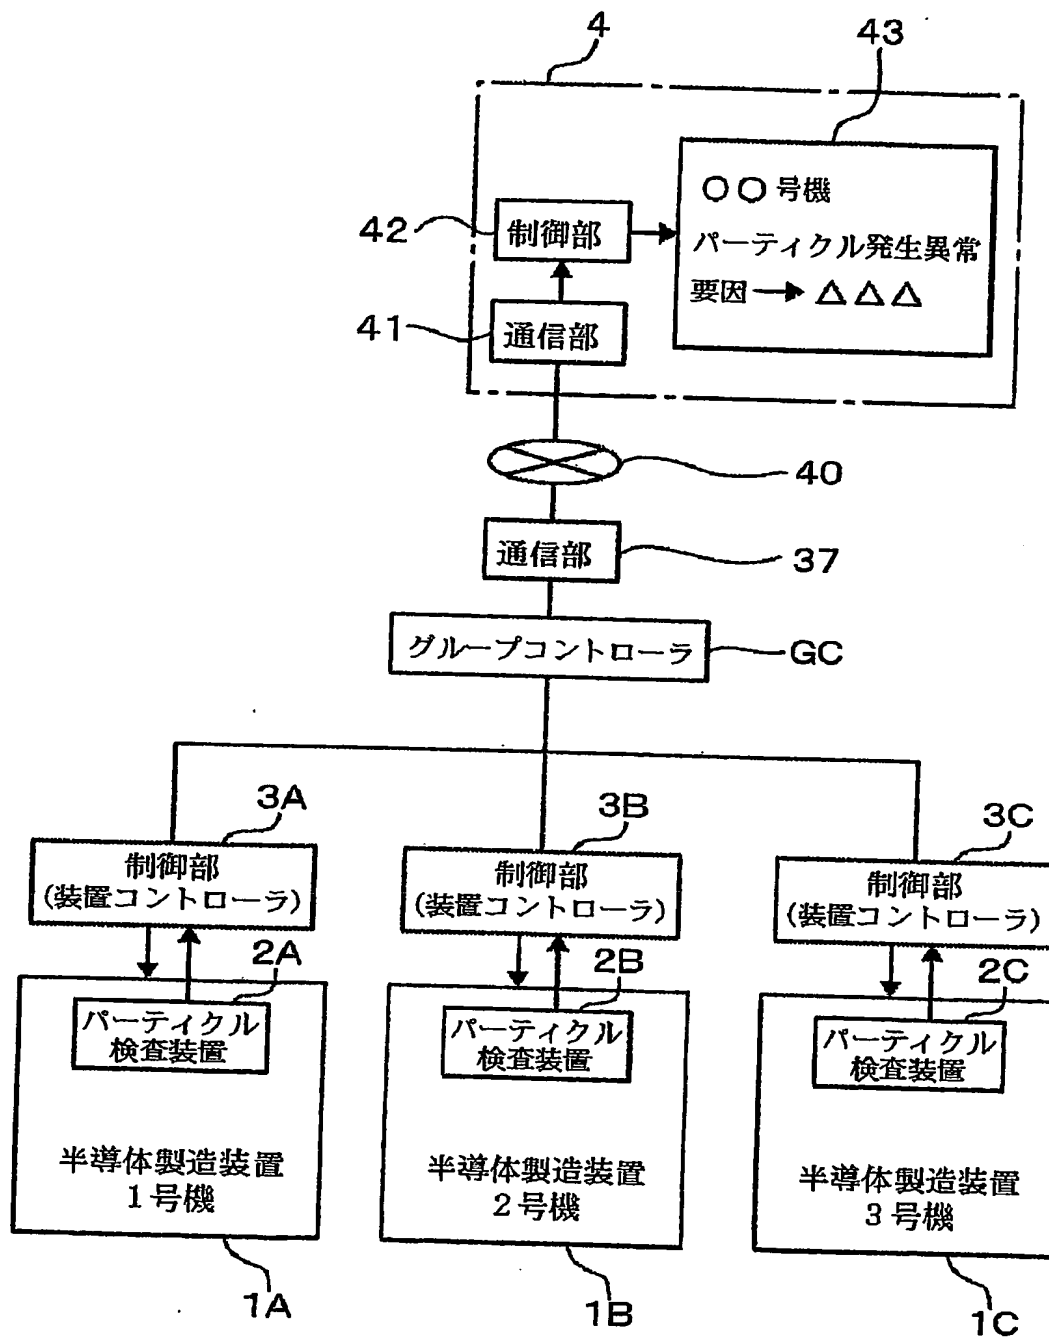 4
43
○○号機
パーティクル発生異常
要因→△△△
42
制御部
41
通信部
40
通信部
37
グループコントローラ
GC
3A
制御部
(装置コントローラ)
3B
制御部
(装置コントローラ)
3C
制御部
(装置コントローラ)
2A
パーティクル
検査装置
2B
パーティクル
検査装置
2C
パーティクル
検査装置
半導体製造装置
1号機
半導体製造装置
2号機
半導体製造装置
3号機
1A
1B
1C